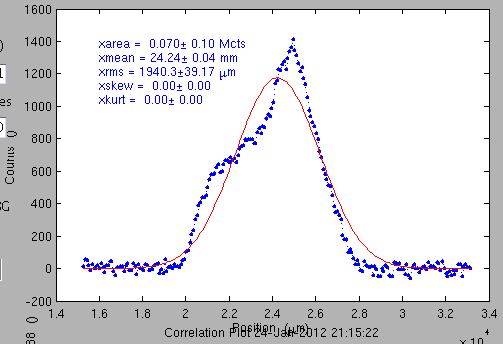 1600
1400
1200
1000
800
600
400
200
0
-200
Counts
xarea = 0.070± 0.10 Mcts
xmean = 24.24± 0.04 mm
xrms = 1940.3±39.17 μm
xskew = 0.00± 0.00
xkurt = 0.00± 0.00
1.4 1.6 1.8 2 2.2 2.4 2.6 2.8 3 3.2 3.4
Position (μm)
Correlation Plot 24-Jan-2012 21:15:22
x 10